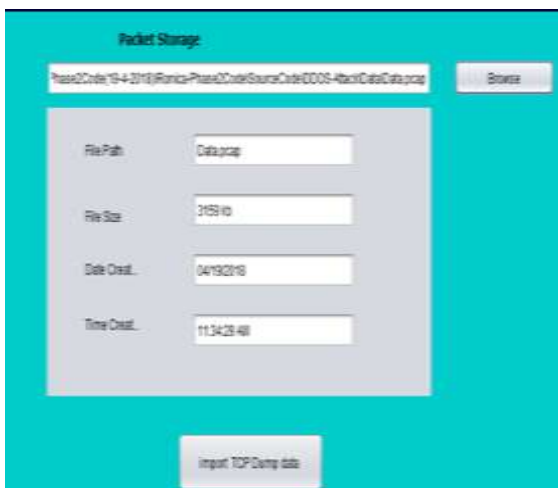 Packet Storage
Phase2Code(19-4-2018)\Ronica-Phase2Code\SourceCode\DDOS-Attack\Data\Data.pcap
Browse
File Path
Data.pcap
File Size
3159 kb
Date Creat...
04/19/2018
Time Creat...
11:34:28 AM
Import TCP Dump data